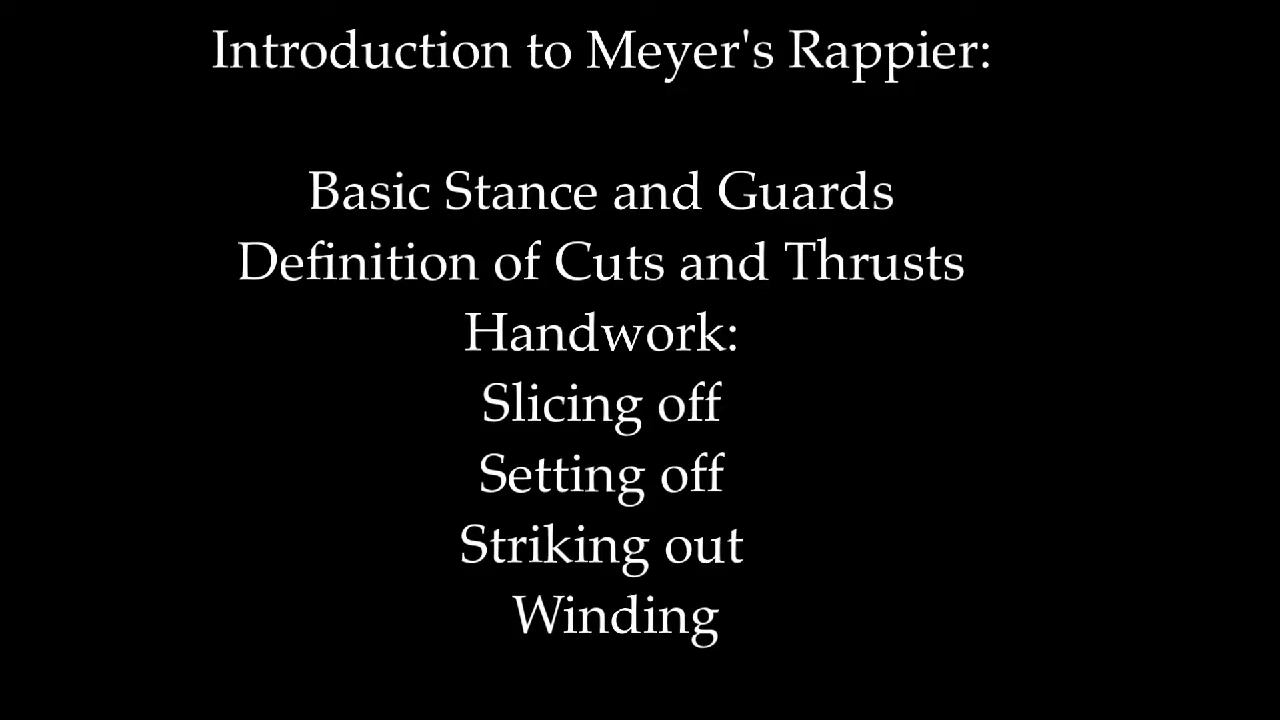 Introduction to Meyer's Rappier:
Basic Stance and Guards
Definition of Cuts and Thrusts
Handwork:
Slicing off
Setting off
Striking out
Winding